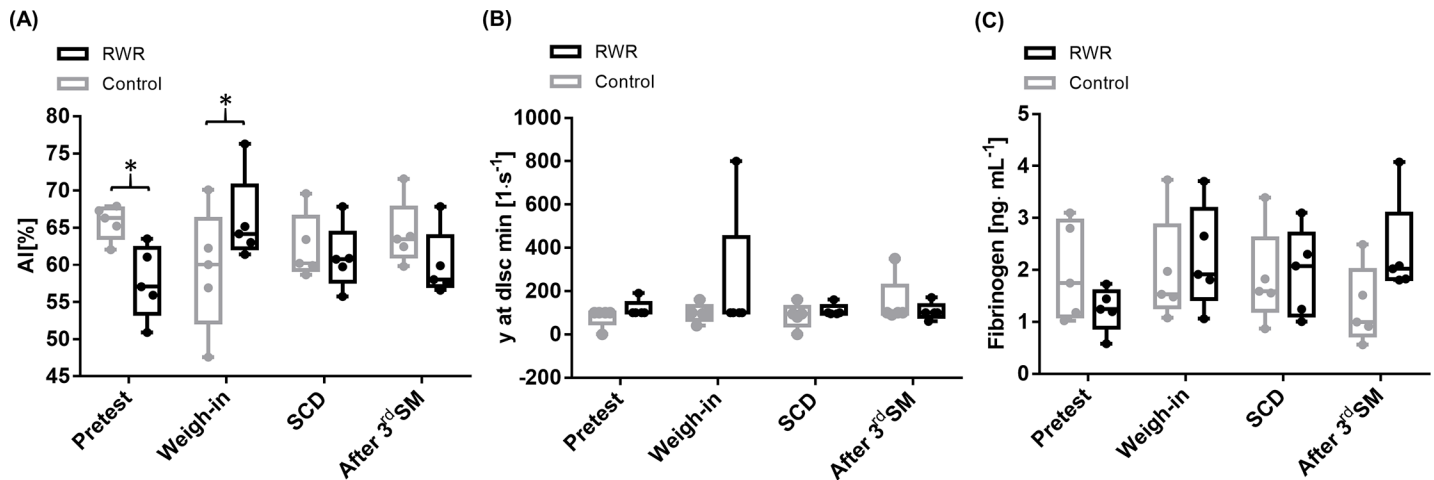 (A)
RWR
Control
AI[%]
80
75
70
65
60
55
50
45
*
*
Pretest
Weigh-in
SCD
After 3rd SM
(B)
RWR
Control
y at dIsc min [1·s-1]
1000
800
600
400
200
0
-200
Pretest
Weigh-in
SCD
After 3rd SM
(C)
RWR
Control
Fibrinogen [ng· mL-1]
5
4
3
2
1
0
Pretest
Weigh-in
SCD
After 3rd SM